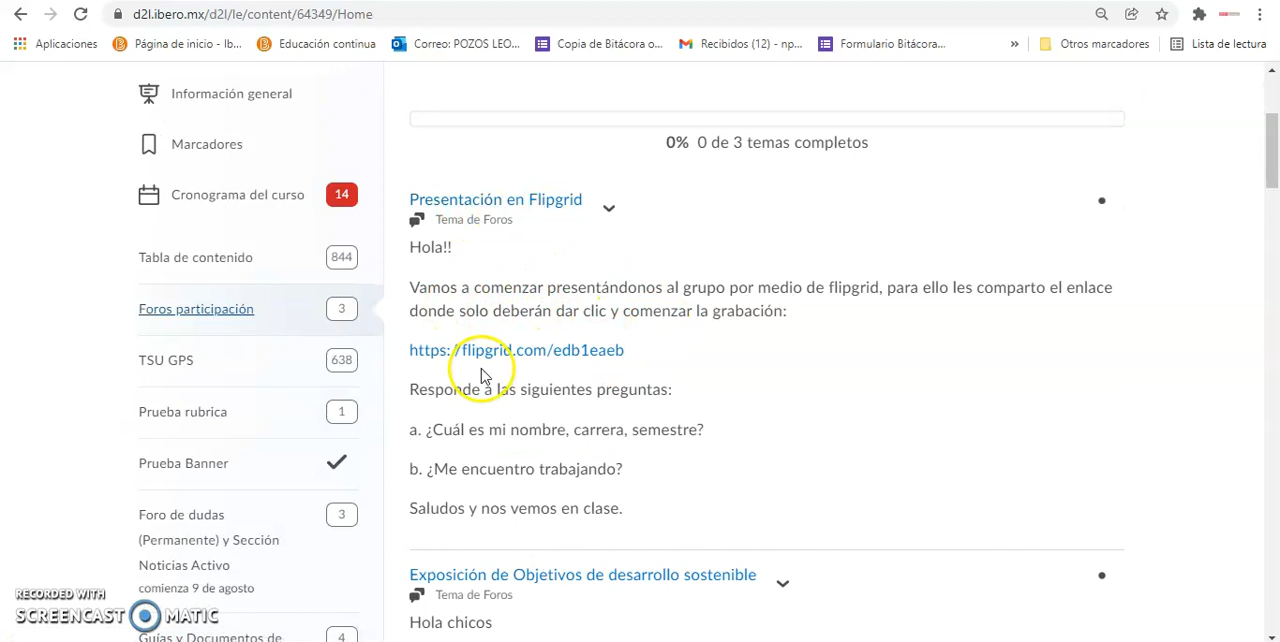 d2l.ibero.mx/d2l/le/content/64349/Home
Aplicaciones
Página de inicio - Ib...
Educación continua
Correo: POZOS LEO...
Copia de Bitácora o...
Recibidos (12) - np...
Formulario Bitácora...
»
Otros marcadores
Lista de lectura
Información general
Marcadores
Cronograma del curso 14
Tabla de contenido 844
Foros participación 3
TSU GPS 638
Prueba rubrica 1
Prueba Banner
Foro de dudas 3
(Permanente) y Sección
Noticias Activo
comienza 9 de agosto
Guías y Documentos de 4
0% 0 de 3 temas completos
Presentación en Flipgrid
Tema de Foros
Hola!!
Vamos a comenzar presentándonos al grupo por medio de flipgrid, para ello les comparto el enlace
donde solo deberán dar clic y comenzar la grabación:
https://flipgrid.com/edb1eaeb
Responde a las siguientes preguntas:
a. ¿Cuál es mi nombre, carrera, semestre?
b. ¿Me encuentro trabajando?
Saludos y nos vemos en clase.
Exposición de Objetivos de desarrollo sostenible
Tema de Foros
Hola chicos
RECORDED WITH
SCREENCAST MATIC